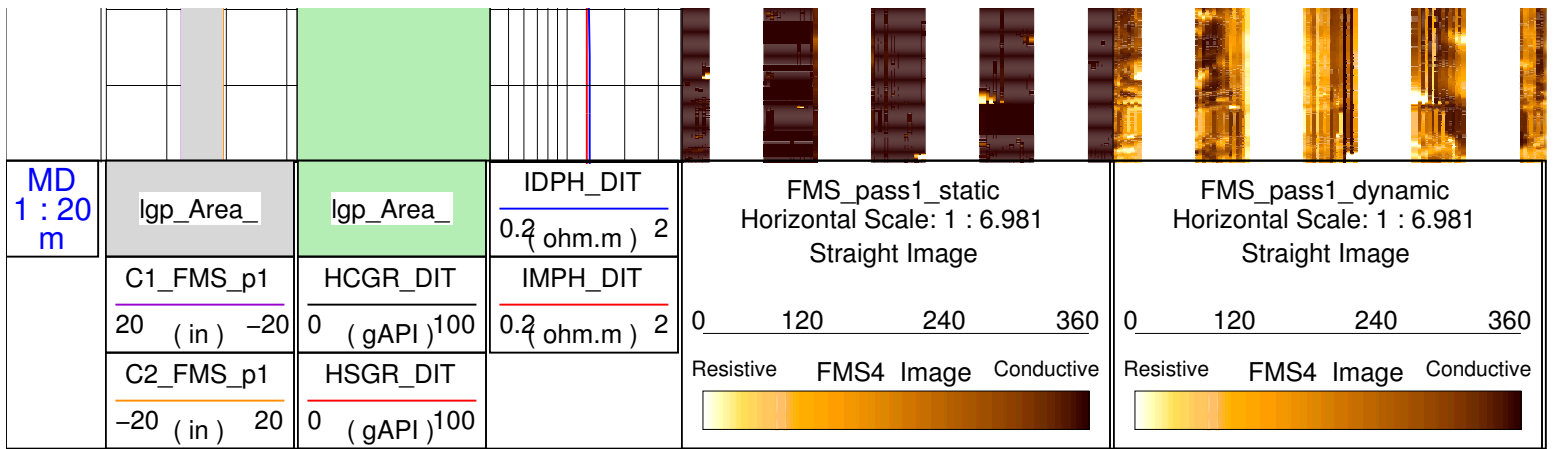 MD
1 : 20
m
lgp_Area_
C1_FMS_p1
20 ( in ) −20
C2_FMS_p1
−20 ( in ) 20
lgp_Area_
HCGR_DIT
0 ( gAPI ) 100
HSGR_DIT
0 ( gAPI ) 100
IDPH_DIT
0.2 ( ohm.m ) 2
IMPH_DIT
0.2 ( ohm.m ) 2
FMS_pass1_static
Horizontal Scale: 1 : 6.981
Straight Image
0 120 240 360
Resistive FMS4 Image Conductive
FMS_pass1_dynamic
Horizontal Scale: 1 : 6.981
Straight Image
0 120 240 360
Resistive FMS4 Image Conductive